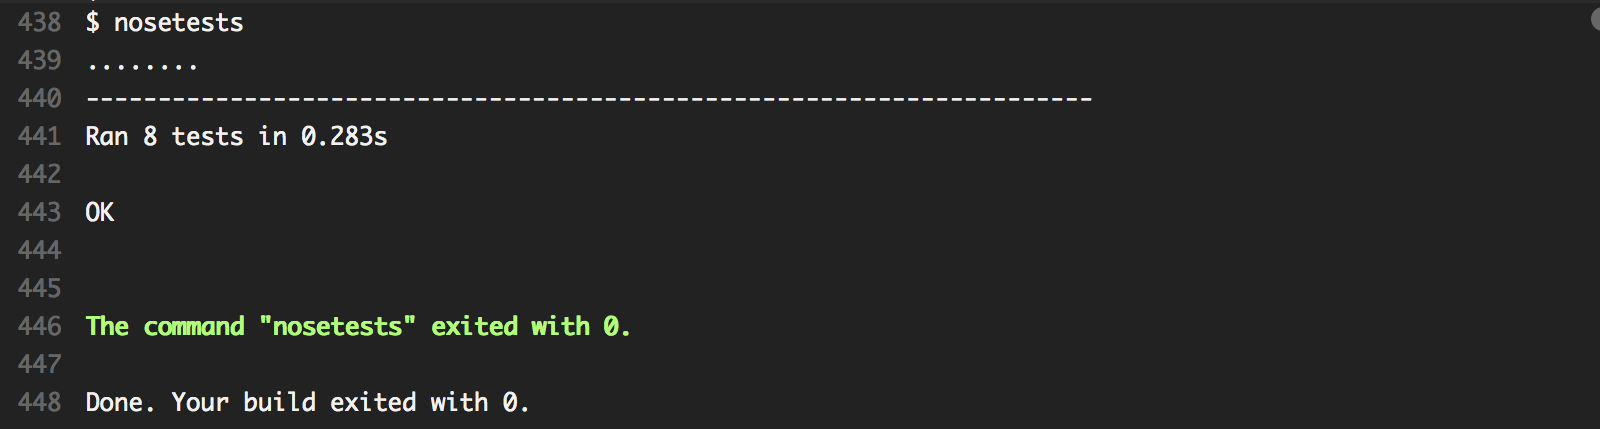 438 $ nosetests
439 ........
440 ----------------------------------------------------------------------
441 Ran 8 tests in 0.283s
442
443 OK
444
445
446 The command "nosetests" exited with 0.
447
448 Done. Your build exited with 0.